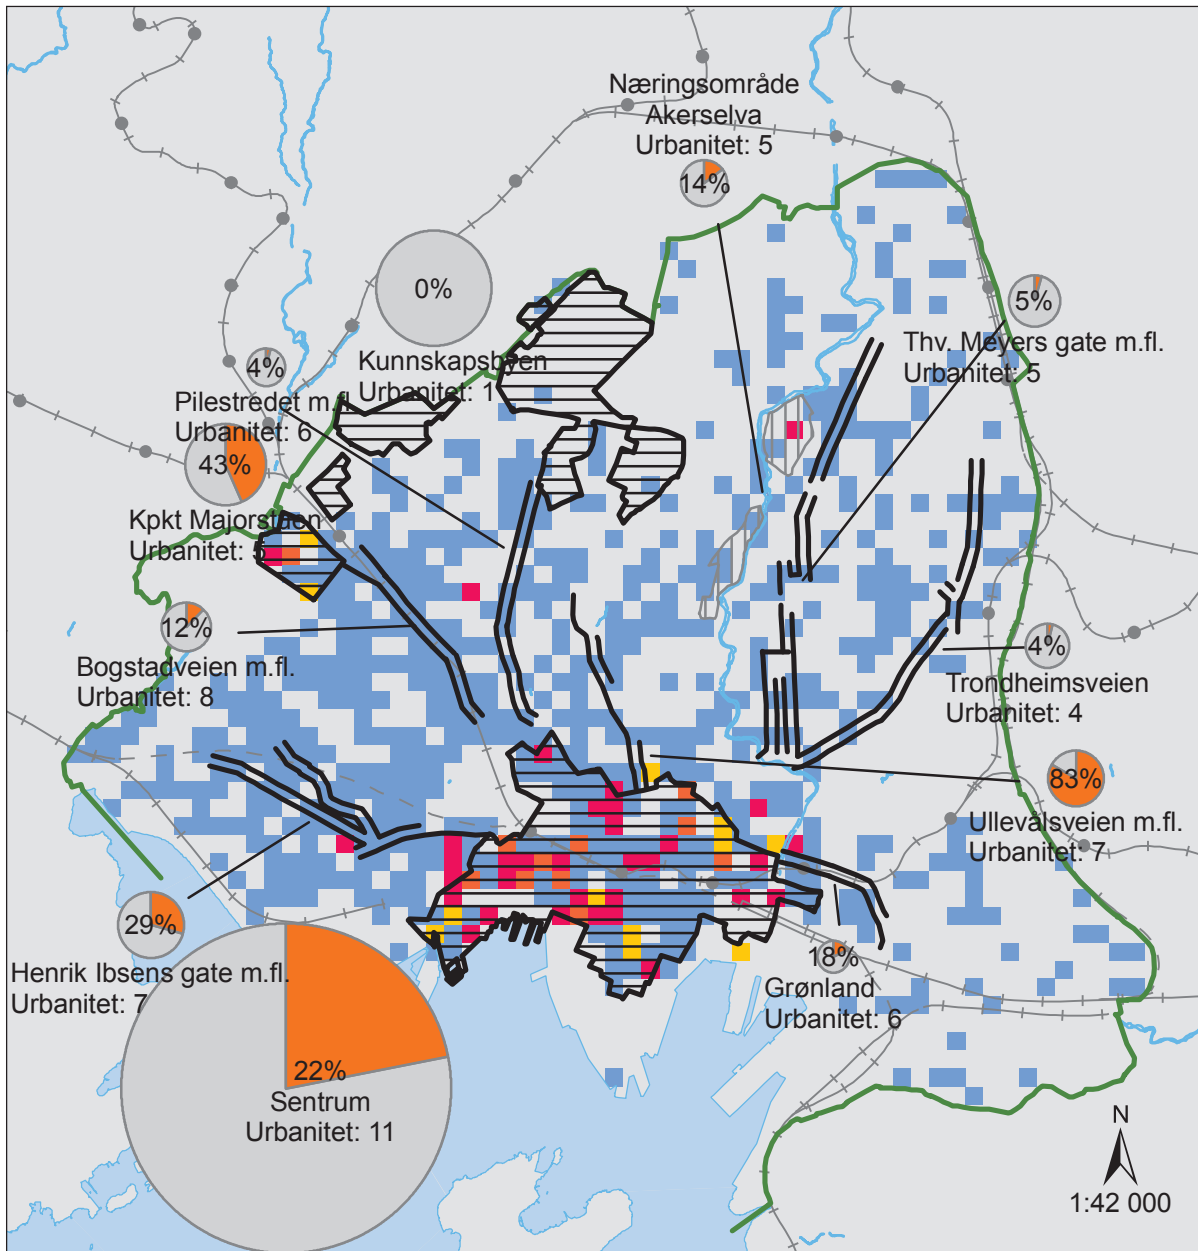 Næringsområde
Akerselva
Urbanitet: 5
14%
0%
5%
Kunnskapsbyen
Urbanitet: 1
Thv. Meyers gate m.fl.
Urbanitet: 5
4%
Pilestredet m.fl.
Urbanitet: 6
43%
Kpkt Majorstuen
Urbanitet: 5
12%
Bogstadveien m.fl.
Urbanitet: 8
4%
Trondheimsveien
Urbanitet: 4
83%
Ullevålsveien m.fl.
Urbanitet: 7
29%
Henrik Ibsens gate m.fl.
Urbanitet: 7
18%
Grønland
Urbanitet: 6
22%
Sentrum
Urbanitet: 11
N
1:42 000